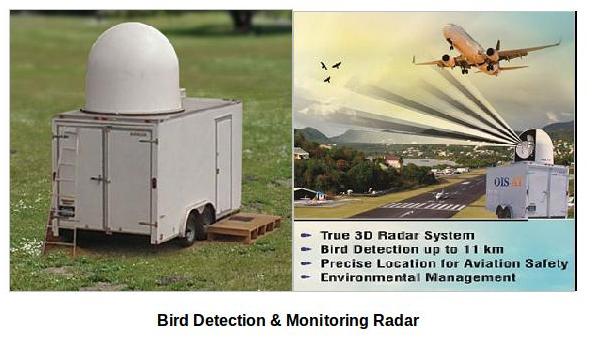 OIS-AT
True 3D Radar System
Bird Detection up to 11 km
Precise Location for Aviation Safety
Environmental Management
Bird Detection & Monitoring Radar